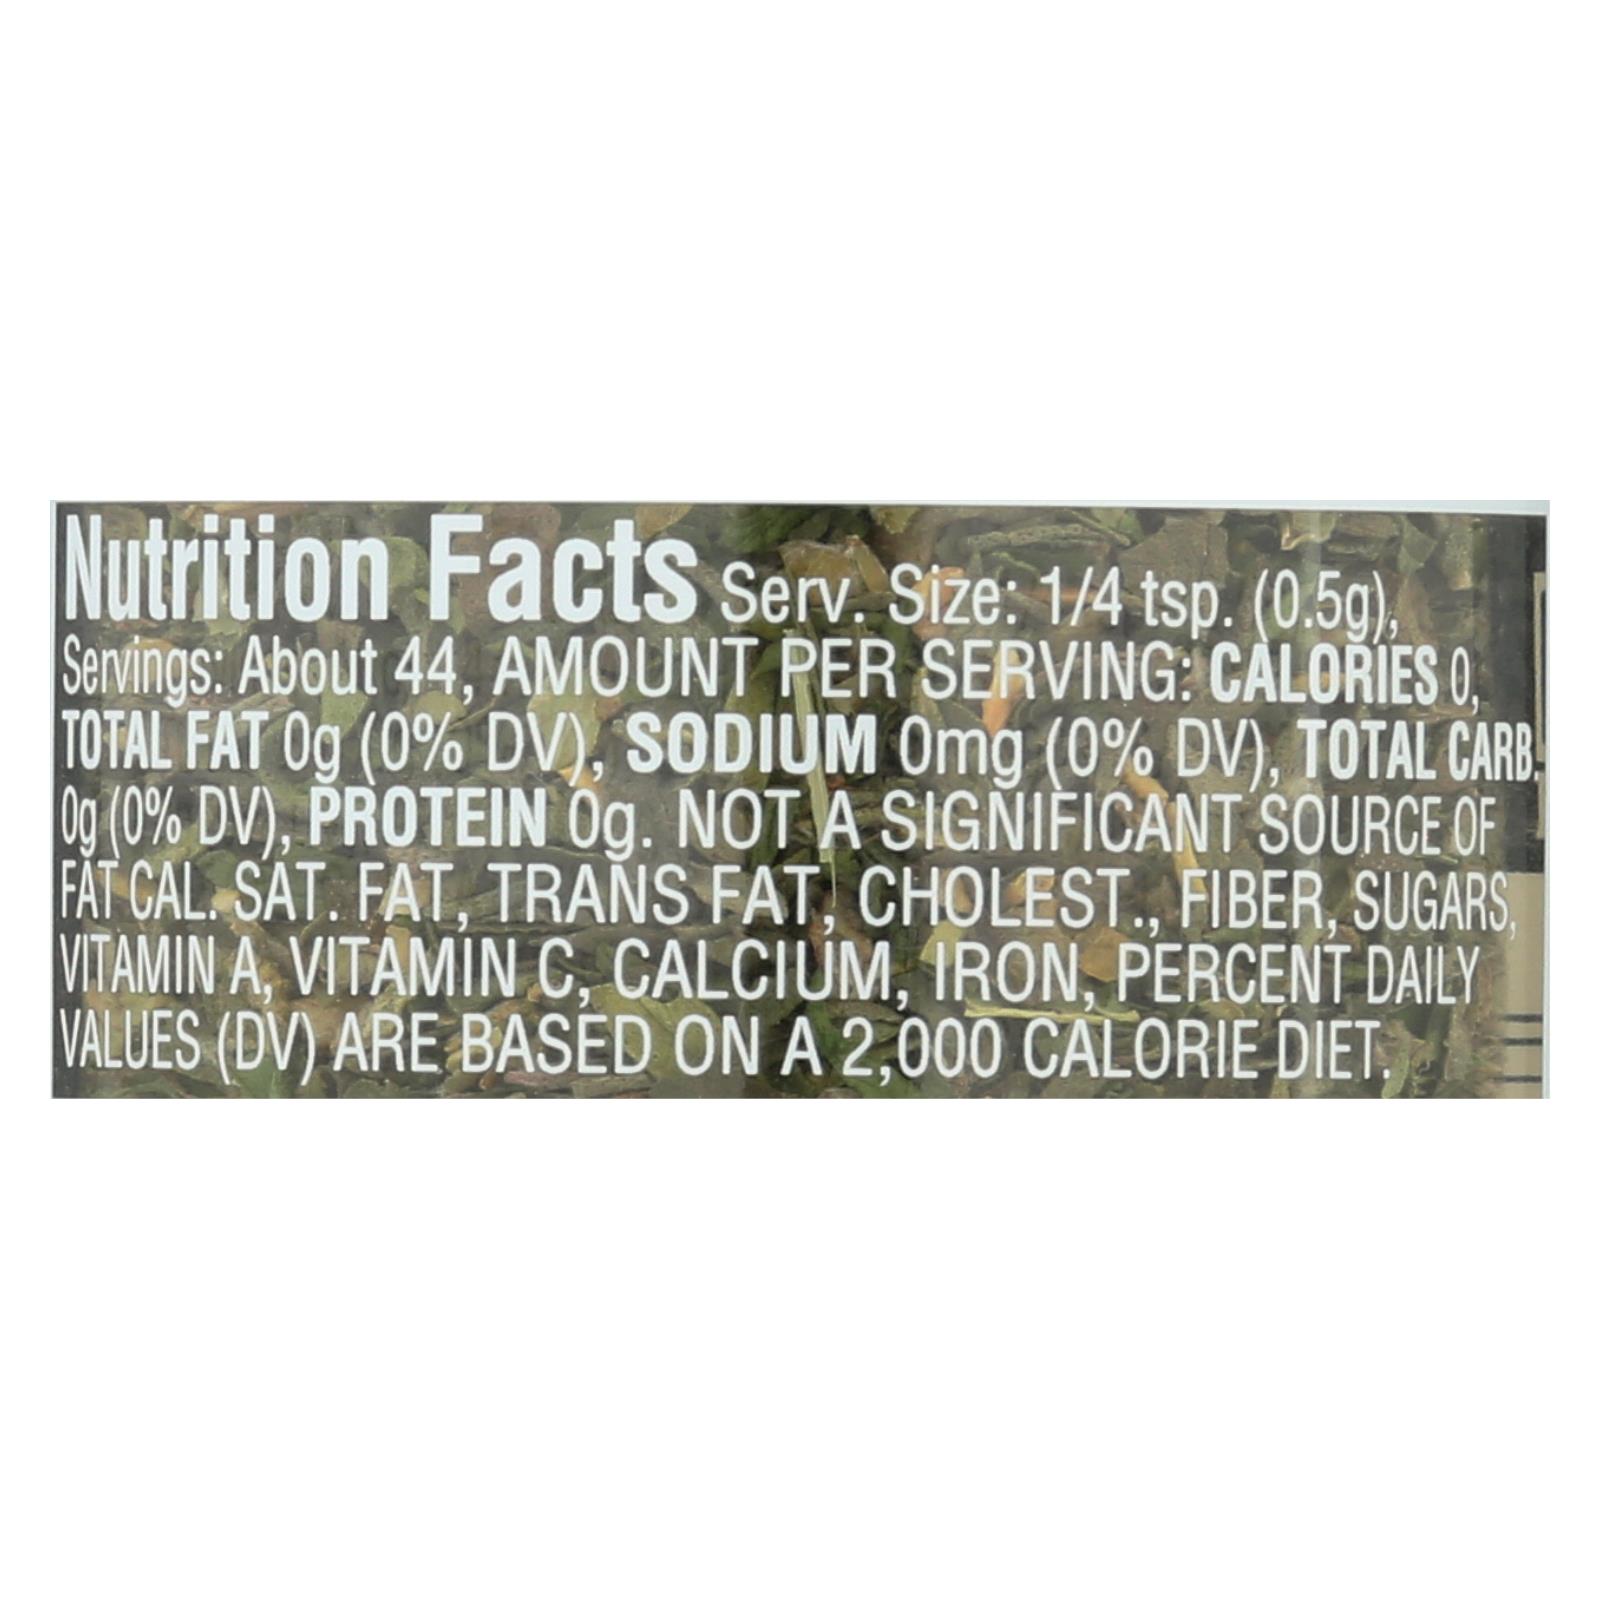 Nutrition Facts Serv. Size: 1/4 tsp. (0.5g),
Servings: About 44, AMOUNT PER SERVING: CALORIES 0,
TOTAL FAT 0g (0% DV), SODIUM 0mg (0% DV), TOTAL CARB.
0g (0% DV), PROTEIN 0g. NOT A SIGNIFICANT SOURCE OF
FAT CAL. SAT. FAT, TRANS FAT, CHOLEST., FIBER, SUGARS,
VITAMIN A, VITAMIN C, CALCIUM, IRON, PERCENT DAILY
VALUES (DV) ARE BASED ON A 2,000 CALORIE DIET.